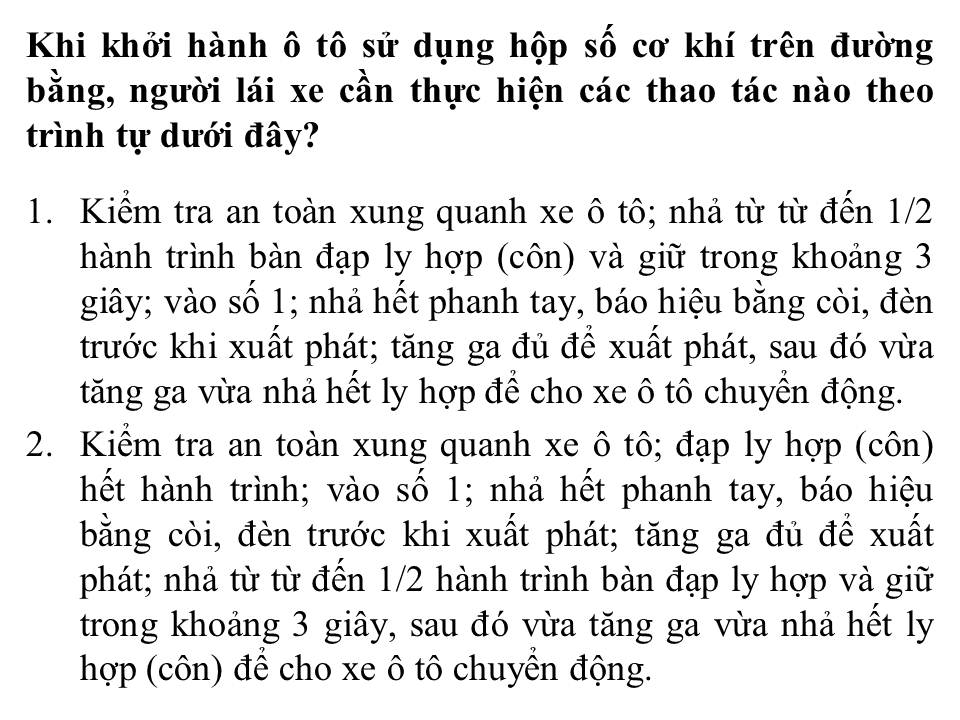 Khi khởi hành ô tô sử dụng hộp số cơ khí trên đường
bằng, người lái xe cần thực hiện các thao tác nào theo
trình tự dưới đây?
1. Kiểm tra an toàn xung quanh xe ô tô; nhả từ từ đến 1/2
hành trình bàn đạp ly hợp (côn) và giữ trong khoảng 3
giây; vào số 1; nhả hết phanh tay, báo hiệu bằng còi, đèn
trước khi xuất phát; tăng ga đủ để xuất phát, sau đó vừa
tăng ga vừa nhả hết ly hợp để cho xe ô tô chuyển động.
2. Kiểm tra an toàn xung quanh xe ô tô; đạp ly hợp (côn)
hết hành trình; vào số 1; nhả hết phanh tay, báo hiệu
bằng còi, đèn trước khi xuất phát; tăng ga đủ để xuất
phát; nhả từ từ đến 1/2 hành trình bàn đạp ly hợp và giữ
trong khoảng 3 giây, sau đó vừa tăng ga vừa nhả hết ly
hợp (côn) để cho xe ô tô chuyển động.